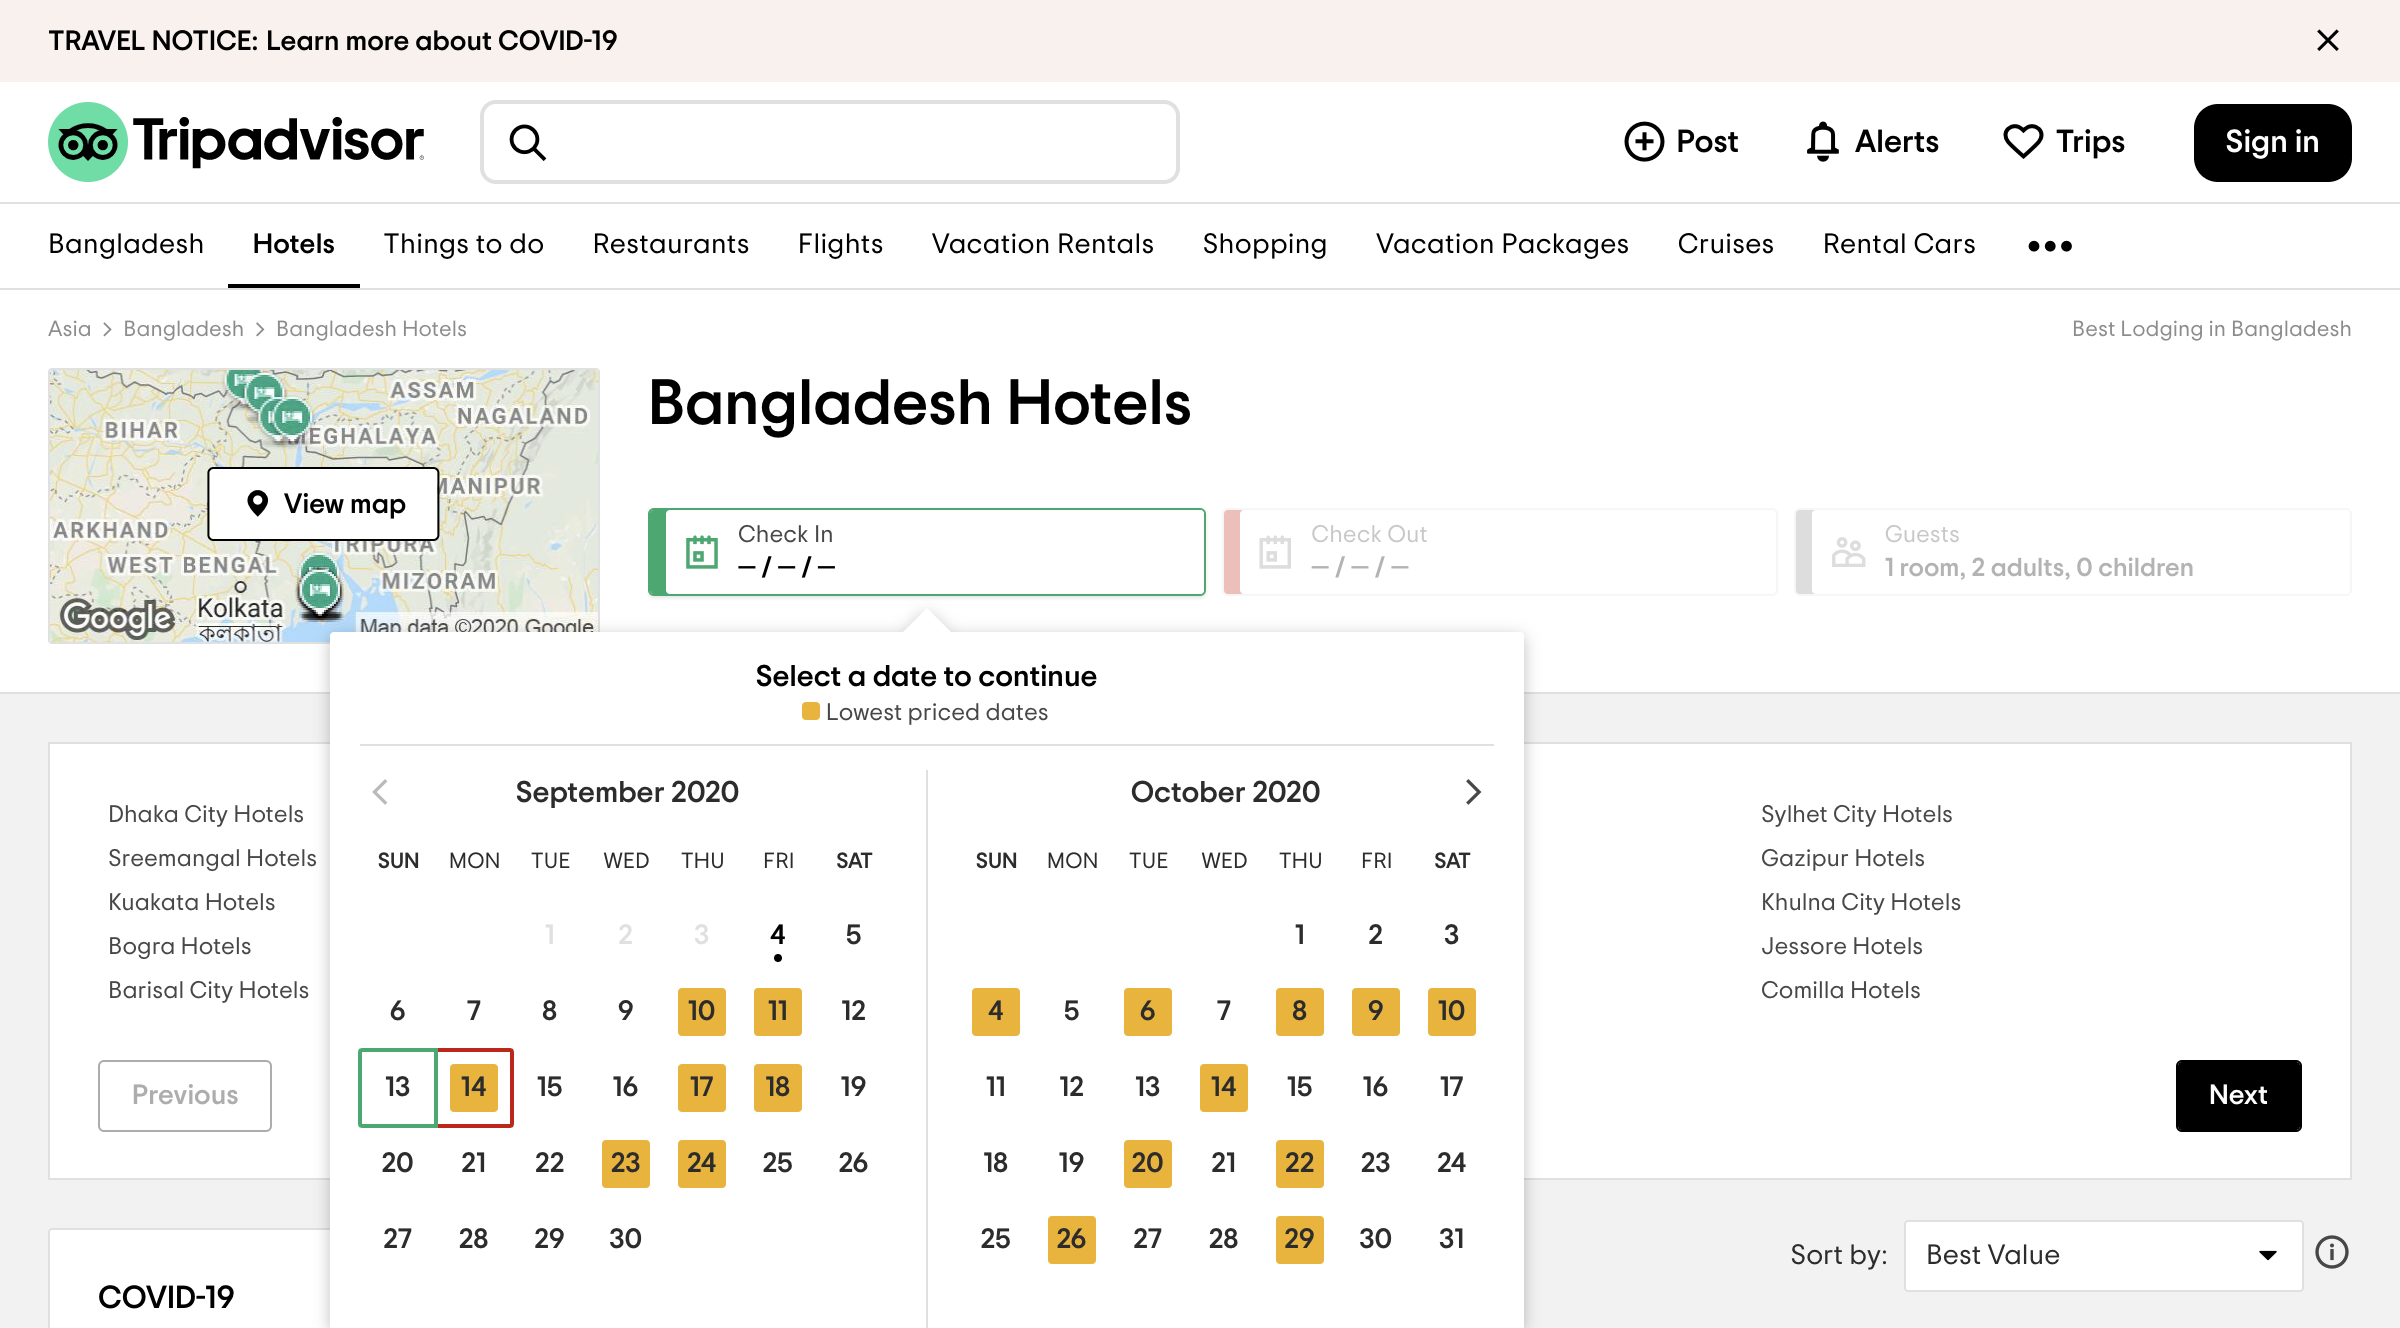 TRAVEL NOTICE: Learn more about COVID-19
Tripadvisor
Post
Alerts
Trips
Sign in
Bangladesh
Hotels
Things to do
Restaurants
Flights
Vacation Rentals
Shopping
Vacation Packages
Cruises
Rental Cars
Asia > Bangladesh > Bangladesh Hotels
Best Lodging in Bangladesh
ASSAM
NAGALAND
BIHAR
MEGHALAYA
MANIPUR
View map
ARKHAND
TRIPURA
WEST BENGAL
MIZORAM
Kolkata
কলকাতা
Google
Map data ©2020 Google
Bangladesh Hotels
Check In
– / – / –
Check Out
– / – / –
Guests
1 room, 2 adults, 0 children
Select a date to continue
Lowest priced dates
September 2020
SUN MON TUE WED THU FRI SAT
1 2 3 4 5
6 7 8 9 10 11 12
13 14 15 16 17 18 19
20 21 22 23 24 25 26
27 28 29 30
October 2020
SUN MON TUE WED THU FRI SAT
1 2 3
4 5 6 7 8 9 10
11 12 13 14 15 16 17
18 19 20 21 22 23 24
25 26 27 28 29 30 31
Dhaka City Hotels
Sreemangal Hotels
Kuakata Hotels
Bogra Hotels
Barisal City Hotels
Sylhet City Hotels
Gazipur Hotels
Khulna City Hotels
Jessore Hotels
Comilla Hotels
Previous
Next
COVID-19
Sort by:
Best Value